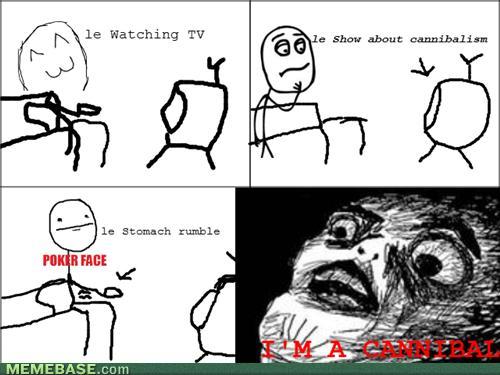 le Watching TV
le Show about cannibalism
le Stomach rumble
POKER FACE
I'M A CANNIBAL
MEMEBASE.com